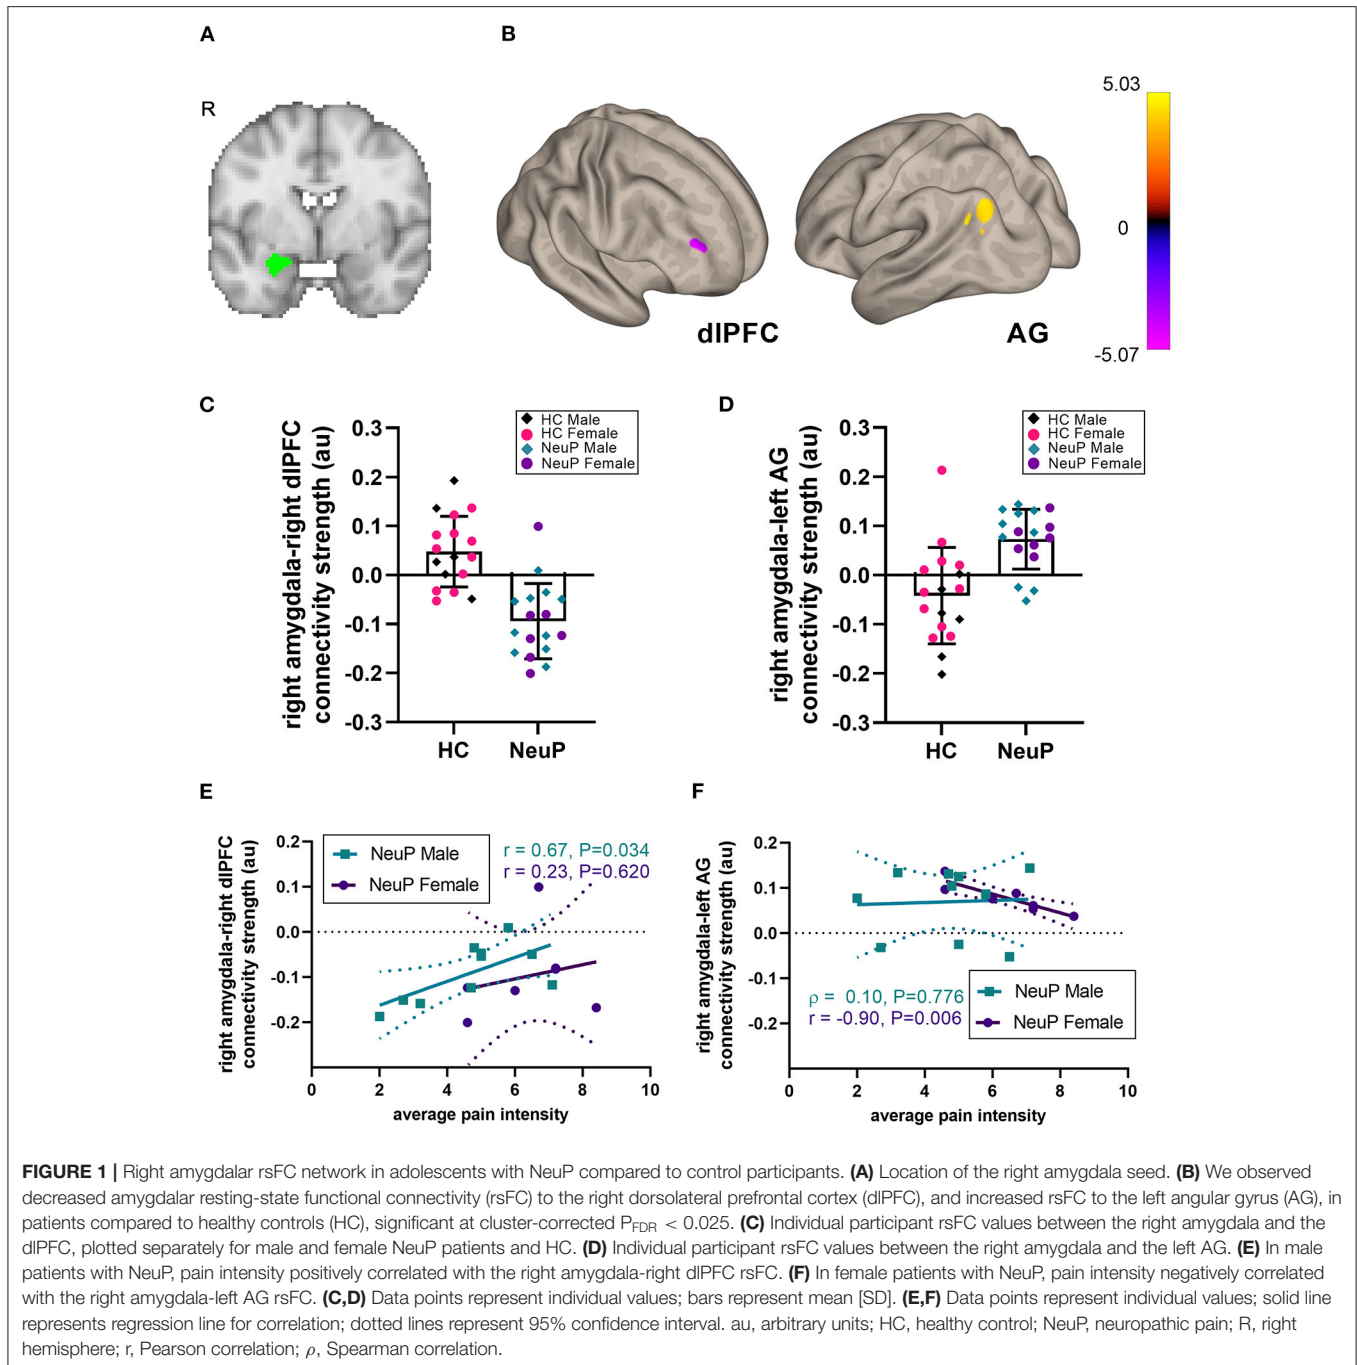 A
B
R
5.03
0
-5.07
dlPFC
AG
C
D
right amygdala-right dlPFC
connectivity strength (au)
0.3
0.2
0.1
0.0
-0.1
-0.2
-0.3
HC Male
HC Female
NeuP Male
NeuP Female
HC
NeuP
right amygdala-left AG
connectivity strength (au)
0.3
0.2
0.1
0.0
-0.1
-0.2
-0.3
HC Male
HC Female
NeuP Male
NeuP Female
HC
NeuP
E
F
right amygdala-right dlPFC
connectivity strength (au)
0.2
0.1
0.0
-0.1
-0.2
NeuP Male
NeuP Female
r = 0.67, P=0.034
r = 0.23, P=0.620
0 2 4 6 8 10
average pain intensity
right amygdala-left AG
connectivity strength (au)
0.2
0.1
0.0
-0.1
-0.2
ρ = 0.10, P=0.776
r = -0.90, P=0.006
NeuP Male
NeuP Female
0 2 4 6 8 10
average pain intensity
FIGURE 1 | Right amygdalar rsFC network in adolescents with NeuP compared to control participants. (A) Location of the right amygdala seed. (B) We observed
decreased amygdalar resting-state functional connectivity (rsFC) to the right dorsolateral prefrontal cortex (dlPFC), and increased rsFC to the left angular gyrus (AG), in
patients compared to healthy controls (HC), significant at cluster-corrected PFDR < 0.025. (C) Individual participant rsFC values between the right amygdala and the
dlPFC, plotted separately for male and female NeuP patients and HC. (D) Individual participant rsFC values between the right amygdala and the left AG. (E) In male
patients with NeuP, pain intensity positively correlated with the right amygdala-right dlPFC rsFC. (F) In female patients with NeuP, pain intensity negatively correlated
with the right amygdala-left AG rsFC. (C,D) Data points represent individual values; bars represent mean [SD]. (E,F) Data points represent individual values; solid line
represents regression line for correlation; dotted lines represent 95% confidence interval. au, arbitrary units; HC, healthy control; NeuP, neuropathic pain; R, right
hemisphere; r, Pearson correlation; ρ, Spearman correlation.